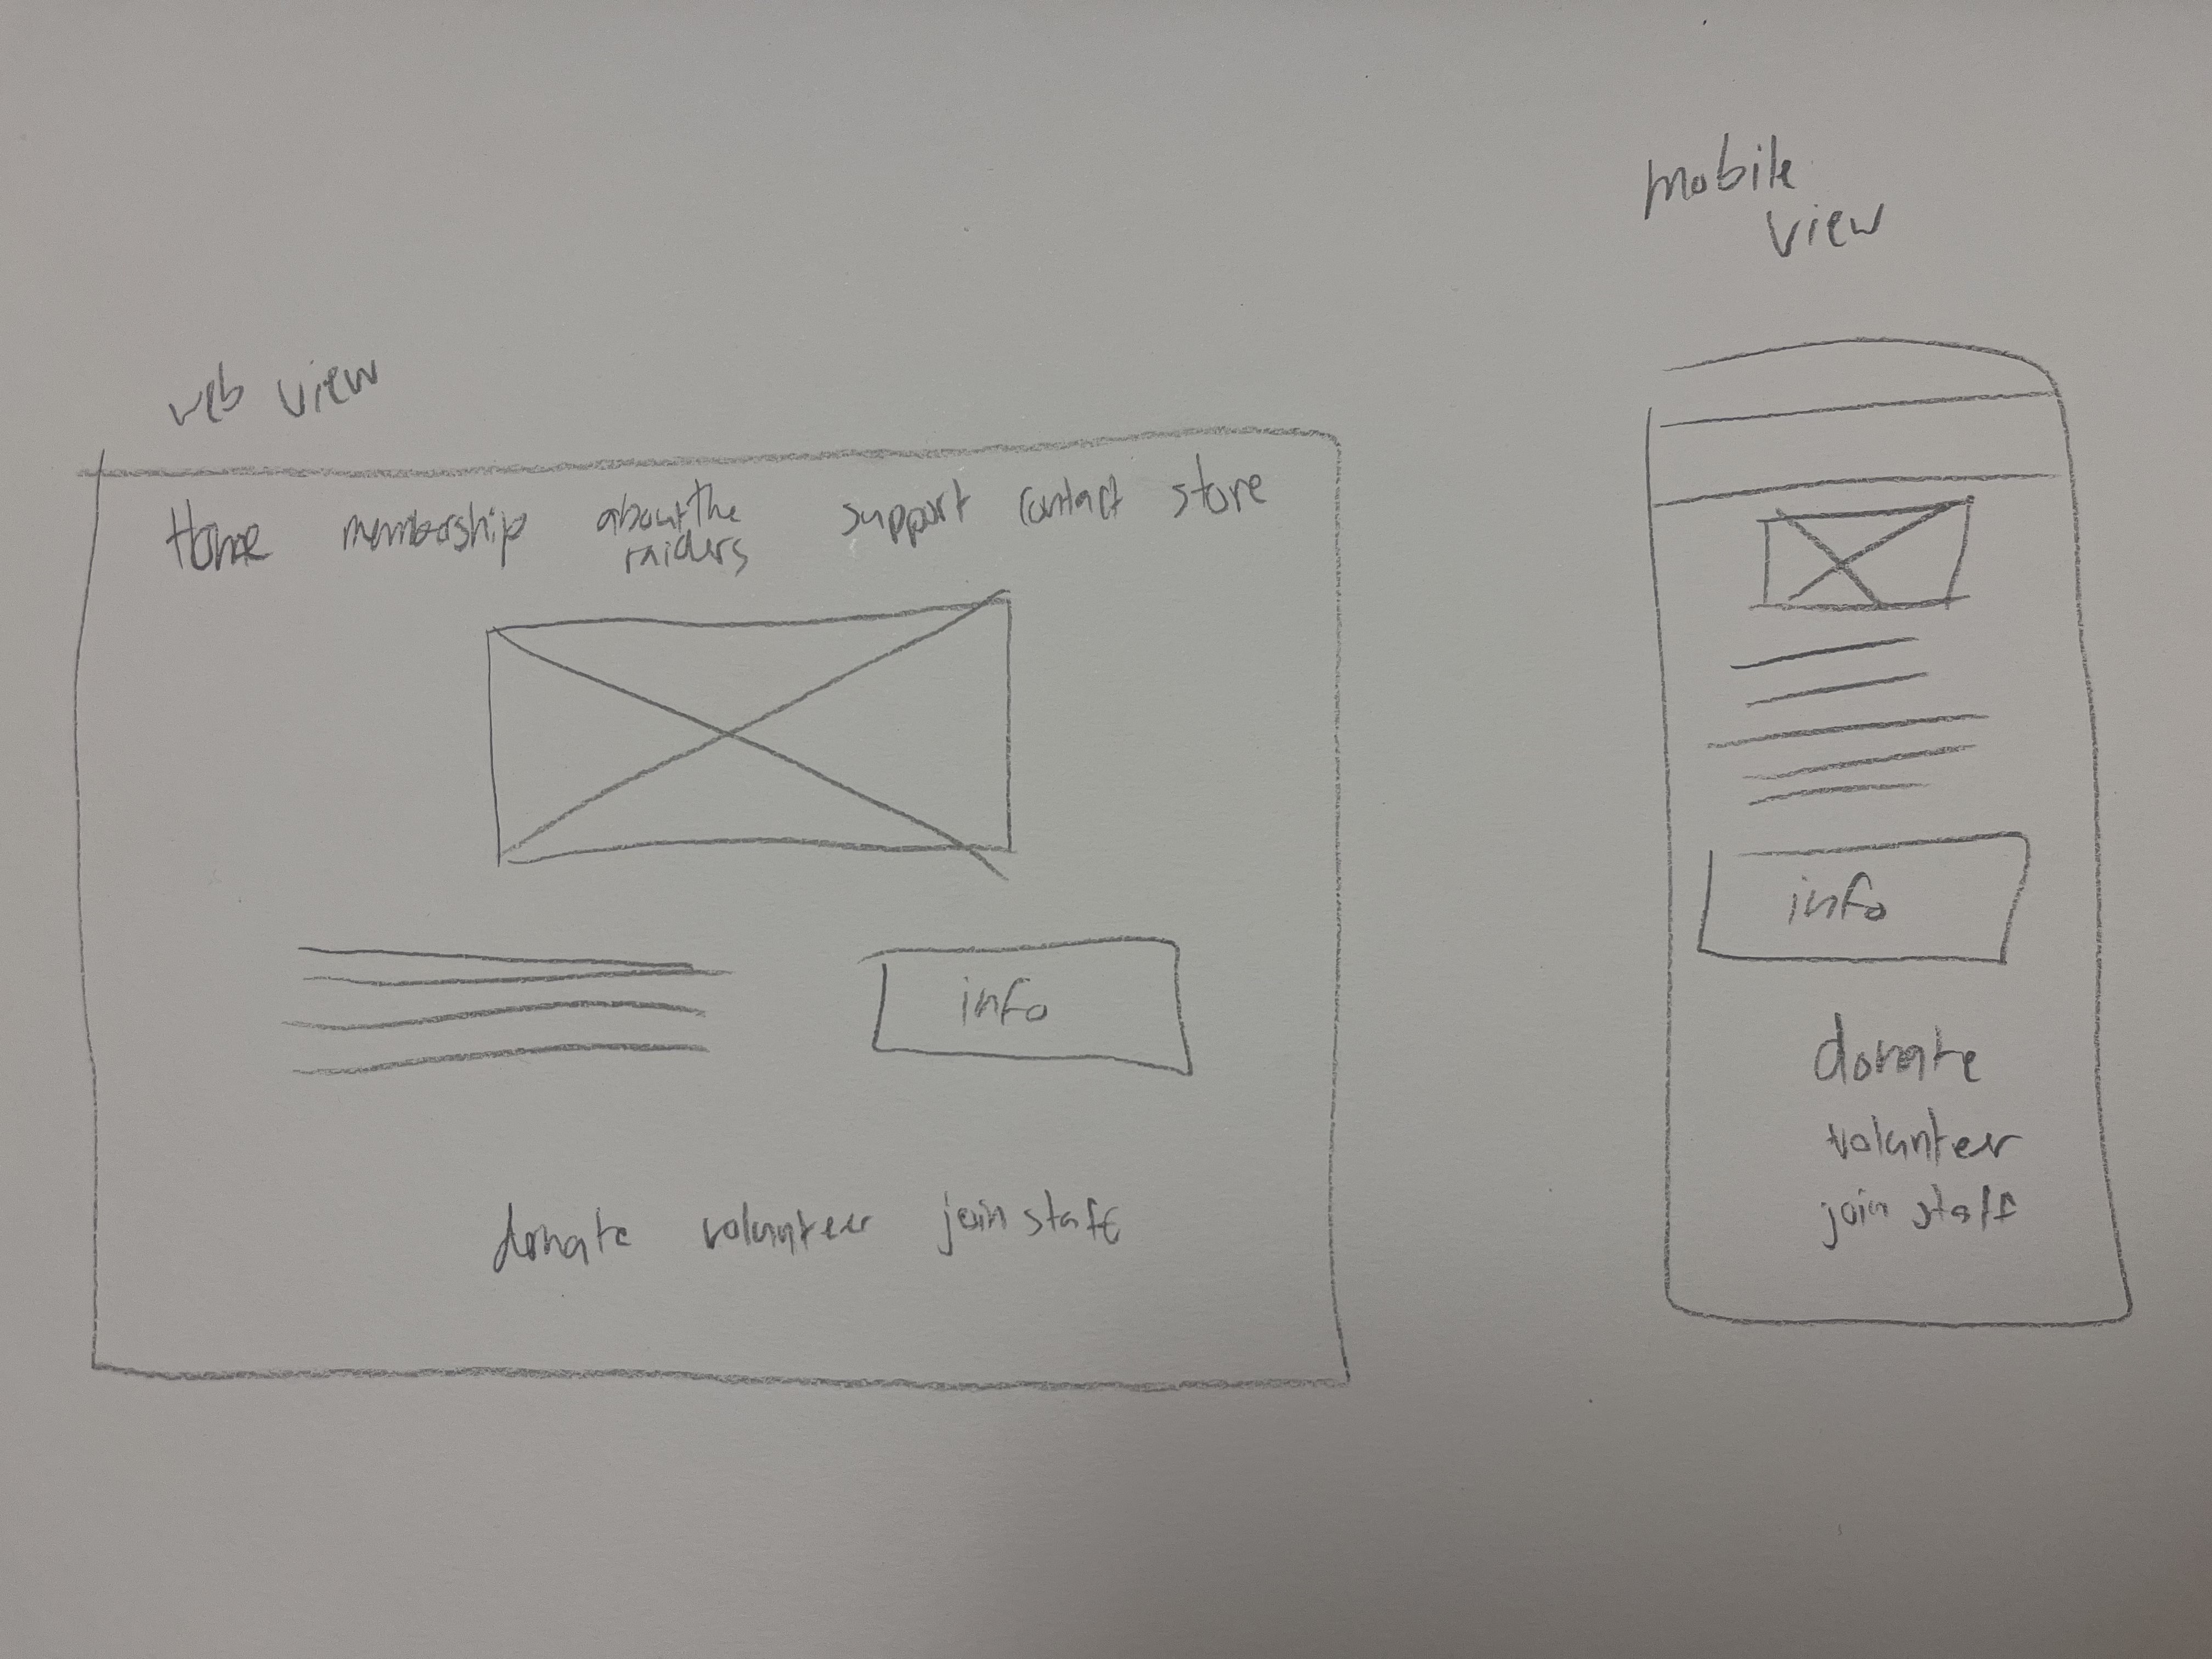 web view
Home membership about the raiders support contact store
info
donate volunteer join staff
mobile
view
info
donate
volunteer
join staff